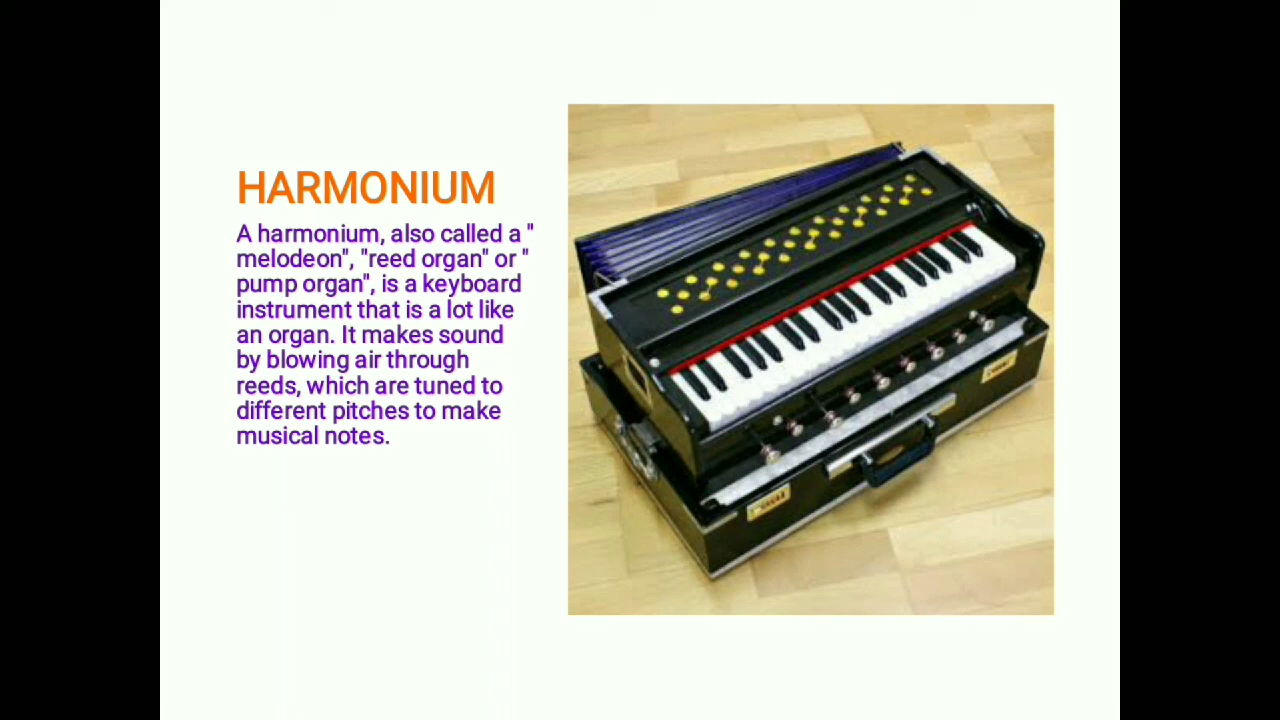 HARMONIUM
A harmonium, also called a "
melodeon", "reed organ" or "
pump organ", is a keyboard
instrument that is a lot like
an organ. It makes sound
by blowing air through
reeds, which are tuned to
different pitches to make
musical notes.